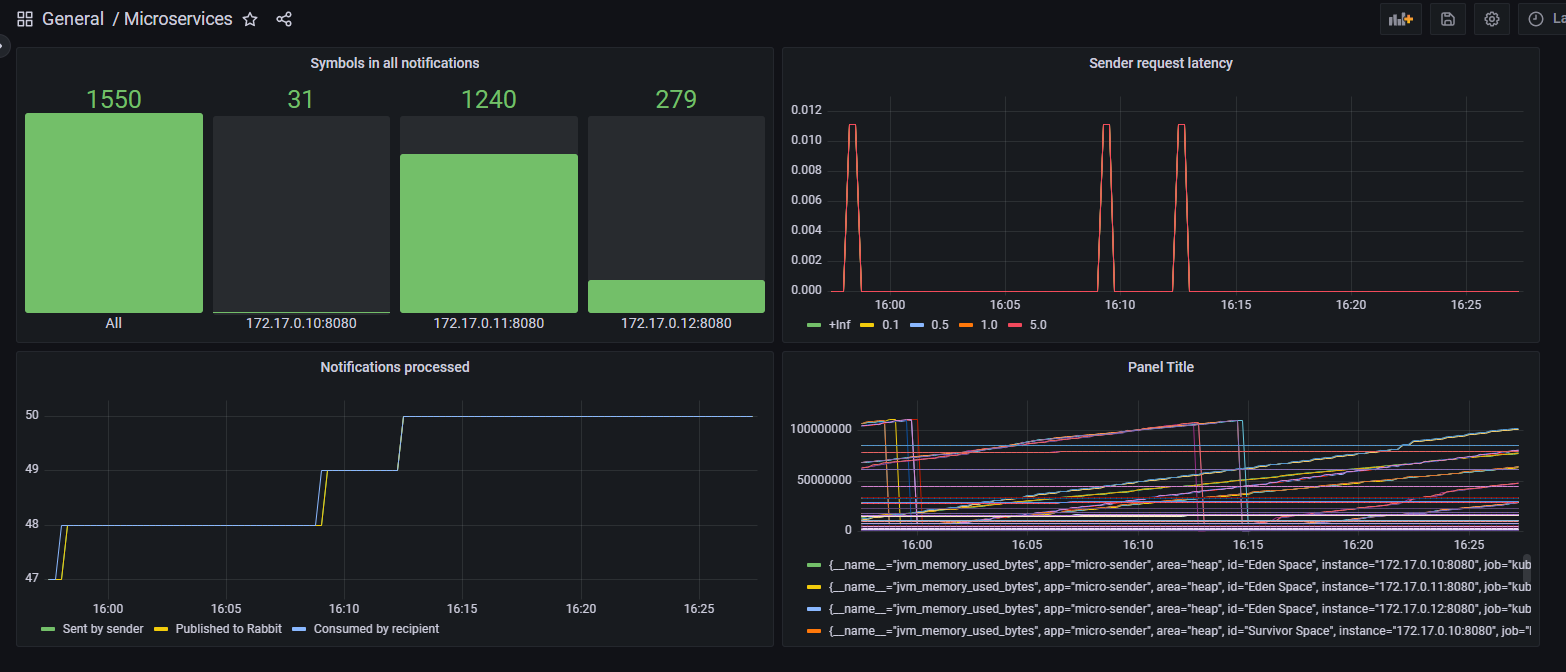 General / Microservices
La
Symbols in all notifications
1550 31 1240 279
All 172.17.0.10:8080 172.17.0.11:8080 172.17.0.12:8080
Sender request latency
0.012
0.010
0.008
0.006
0.004
0.002
0.000
16:00 16:05 16:10 16:15 16:20 16:25
+Inf 0.1 0.5 1.0 5.0
Notifications processed
50
49
48
47
16:00 16:05 16:10 16:15 16:20 16:25
Sent by sender Published to Rabbit Consumed by recipient
Panel Title
100000000
50000000
0
16:00 16:05 16:10 16:15 16:20 16:25
{__name__="jvm_memory_used_bytes", app="micro-sender", area="heap", id="Eden Space", instance="172.17.0.10:8080", job="kub
{__name__="jvm_memory_used_bytes", app="micro-sender", area="heap", id="Eden Space", instance="172.17.0.11:8080", job="kub
{__name__="jvm_memory_used_bytes", app="micro-sender", area="heap", id="Eden Space", instance="172.17.0.12:8080", job="kub
{__name__="jvm_memory_used_bytes", app="micro-sender", area="heap", id="Survivor Space", instance="172.17.0.10:8080", job="